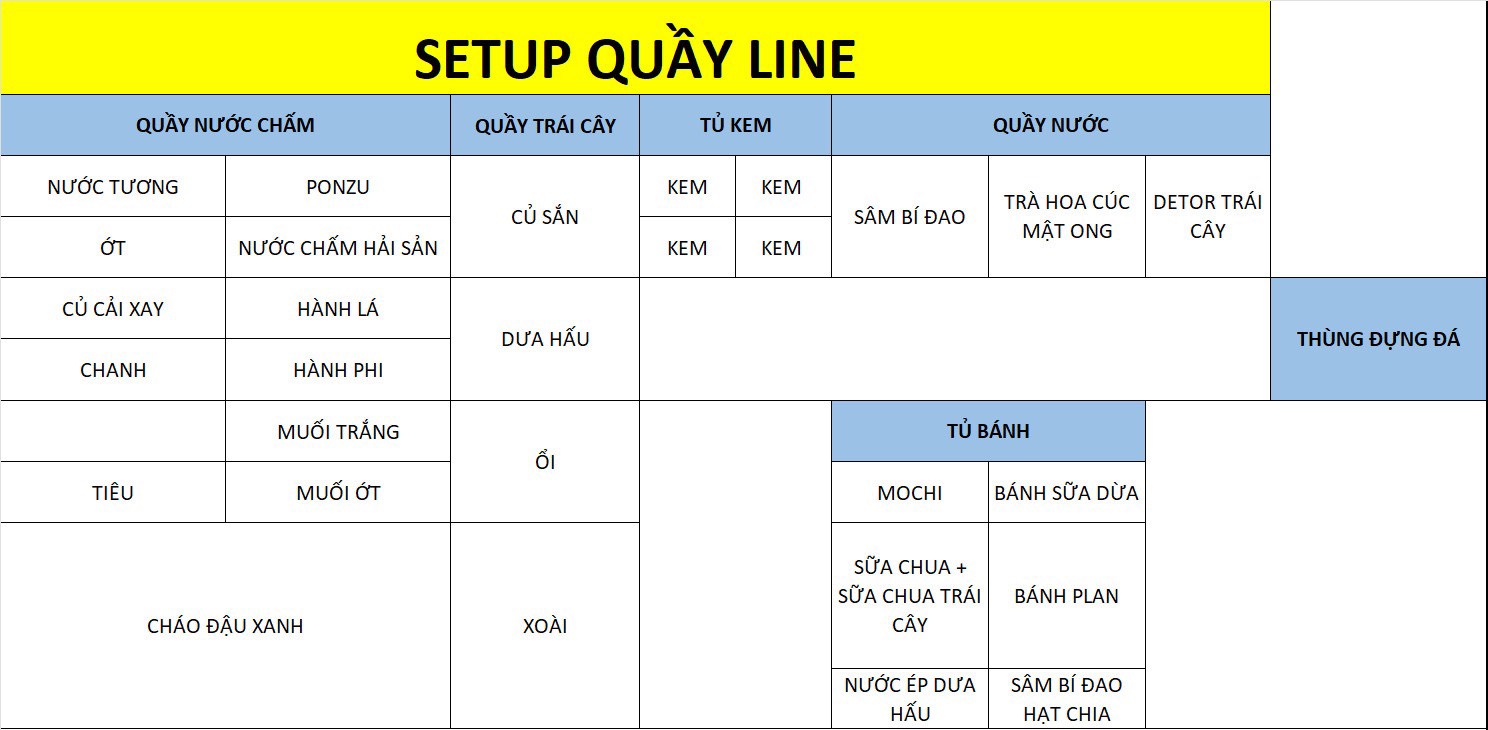 SETUP QUẦY LINE
QUẦY NƯỚC CHẤM
QUẦY TRÁI CÂY
TỦ KEM
QUẦY NƯỚC
NƯỚC TƯƠNG
PONZU
CỦ SẮN
KEM
KEM
SÂM BÍ ĐAO
TRÀ HOA CÚC
MẬT ONG
DETOR TRÁI
CÂY
ỚT
NƯỚC CHẤM HẢI SẢN
KEM
KEM
CỦ CẢI XAY
HÀNH LÁ
DƯA HẤU
THÙNG ĐỰNG ĐÁ
CHANH
HÀNH PHI
MUỐI TRẮNG
ỔI
TỦ BÁNH
TIÊU
MUỐI ỚT
MOCHI
BÁNH SỮA DỪA
CHÁO ĐẬU XANH
XOÀI
SỮA CHUA +
SỮA CHUA TRÁI
CÂY
BÁNH PLAN
NƯỚC ÉP DƯA
HẤU
SÂM BÍ ĐAO
HẠT CHIA